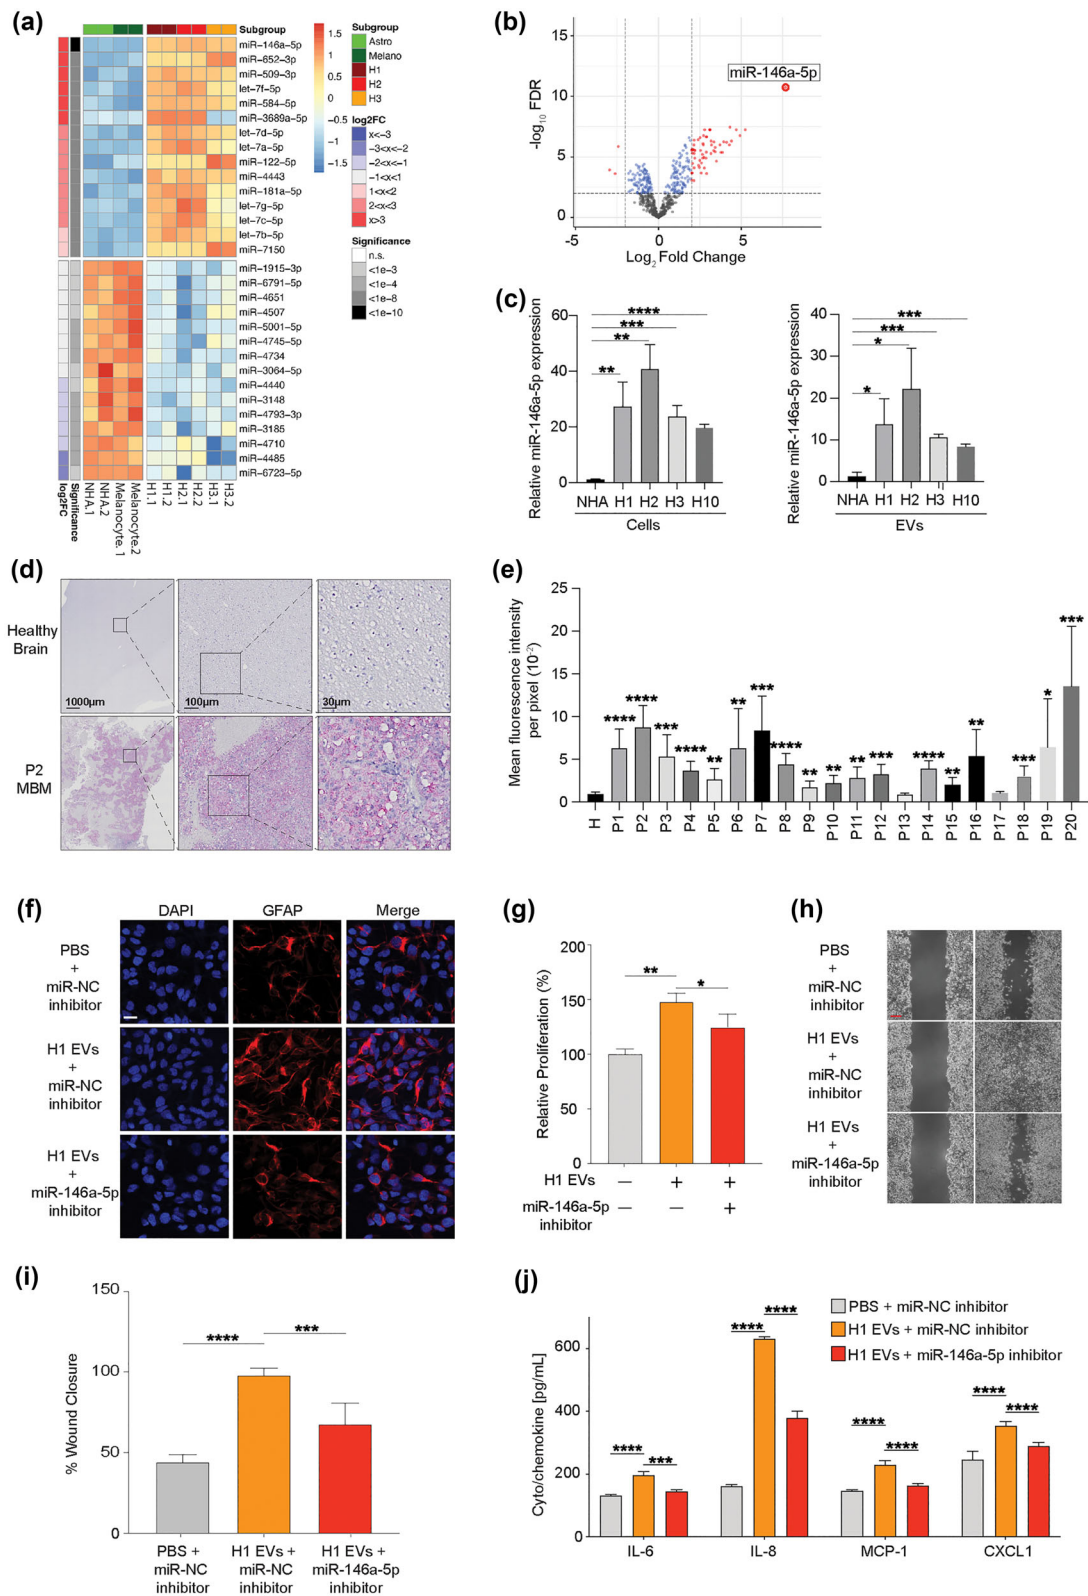 (a)
Subgroup
miR-146a-5p
miR-652-3p
miR-509-3p
let-7f-5p
miR-584-5p
miR-3689a-5p
let-7d-5p
let-7a-5p
miR-122-5p
miR-4443
miR-181a-5p
let-7g-5p
let-7c-5p
let-7b-5p
miR-7150
miR-1915-3p
miR-6791-5p
miR-4651
miR-4507
miR-5001-5p
miR-4745-5p
miR-4734
miR-3064-5p
miR-4440
miR-3148
miR-4793-3p
miR-3185
miR-4710
miR-4485
miR-6723-5p
log2FC
Significance
NHA.1
NHA.2
Melanocyte.1
Melanocyte.2
H1.1
H1.2
H2.1
H2.2
H3.1
H3.2
1.5
1
0.5
0
-0.5
-1
-1.5
Subgroup
Astro
Melano
H1
H2
H3
log2FC
x<-3
-3<x<-2
-2<x<-1
-1<x<1
1<x<2
2<x<3
x>3
Significance
n.s.
<1e-3
<1e-4
<1e-8
<1e-10
(b)
-log10 FDR
15
10
5
0
miR-146a-5p
-5
0
5
Log2 Fold Change
(c)
Relative miR-146a-5p expression
60
40
20
0
****
***
**
**
NHA H1 H2 H3 H10
Cells
Relative miR-146a-5p expression
40
30
20
10
0
***
***
*
*
NHA H1 H2 H3 H10
EVs
(d)
Healthy
Brain
1000µm
100µm
30µm
P2
MBM
(e)
Mean fluorescence intensity
per pixel (10-2)
25
20
15
10
5
0
**** **** *** **** ** ** *** **** ** ** ** *** **** ** ** *** * ***
H P1 P2 P3 P4 P5 P6 P7 P8 P9 P10 P11 P12 P13 P14 P15 P16 P17 P18 P19 P20
(f)
DAPI GFAP Merge
PBS
+
miR-NC
inhibitor
H1 EVs
+
miR-NC
inhibitor
H1 EVs
+
miR-146a-5p
inhibitor
(g)
Relative Proliferation (%)
200
150
100
50
0
**
*
H1 EVs — + +
miR-146a-5p
inhibitor — — +
(h)
PBS
+
miR-NC
inhibitor
H1 EVs
+
miR-NC
inhibitor
H1 EVs
+
miR-146a-5p
inhibitor
(i)
% Wound Closure
150
100
50
0
****
***
PBS +
miR-NC
inhibitor
H1 EVs +
miR-NC
inhibitor
H1 EVs +
miR-146a-5p
inhibitor
(j)
Cyto/chemokine [pg/mL]
600
400
200
0
PBS + miR-NC inhibitor
H1 EVs + miR-NC inhibitor
H1 EVs + miR-146a-5p inhibitor
**** ***
**** ****
**** ****
**** ****
IL-6 IL-8 MCP-1 CXCL1